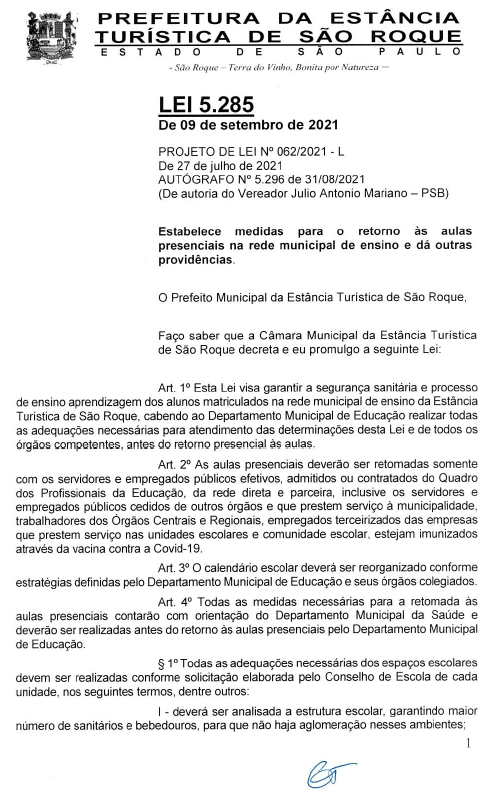 PREFEITURA DA ESTÂNCIA
TURÍSTICA DE SÃO ROQUE
ESTADO DE SÃO PAULO
- São Roque – Terra do Vinho, Bonita por Natureza –
LEI 5.285
De 09 de setembro de 2021
PROJETO DE LEI Nº 062/2021 - L
De 27 de julho de 2021
AUTÓGRAFO Nº 5.296 de 31/08/2021
(De autoria do Vereador Julio Antonio Mariano – PSB)
Estabelece medidas para o retorno às aulas
presenciais na rede municipal de ensino e dá outras
providências.
O Prefeito Municipal da Estância Turística de São Roque,
Faço saber que a Câmara Municipal da Estância Turística
de São Roque decreta e eu promulgo a seguinte Lei:
Art. 1º Esta Lei visa garantir a segurança sanitária e processo
de ensino aprendizagem dos alunos matriculados na rede municipal de ensino da Estância
Turística de São Roque, cabendo ao Departamento Municipal de Educação realizar todas
as adequações necessárias para atendimento das determinações desta Lei e de todos os
órgãos competentes, antes do retorno presencial às aulas.
Art. 2º As aulas presenciais deverão ser retomadas somente
com os servidores e empregados públicos efetivos, admitidos ou contratados do Quadro
dos Profissionais da Educação, da rede direta e parceira, inclusive os servidores e
empregados públicos cedidos de outros órgãos e que prestem serviço à municipalidade,
trabalhadores dos Órgãos Centrais e Regionais, empregados terceirizados das empresas
que prestem serviço nas unidades escolares e comunidade escolar, estejam imunizados
através da vacina contra a Covid-19.
Art. 3º O calendário escolar deverá ser reorganizado conforme
estratégias definidas pelo Departamento Municipal de Educação e seus órgãos colegiados.
Art. 4º Todas as medidas necessárias para a retomada às
aulas presenciais contarão com orientação do Departamento Municipal da Saúde e
deverão ser realizadas antes do retorno às aulas presenciais pelo Departamento Municipal
de Educação.
§ 1º Todas as adequações necessárias dos espaços escolares
devem ser realizadas conforme solicitação elaborada pelo Conselho de Escola de cada
unidade, nos seguintes termos, dentre outros:
I - deverá ser analisada a estrutura escolar, garantindo maior
número de sanitários e bebedouros, para que não haja aglomeração nesses ambientes;
1